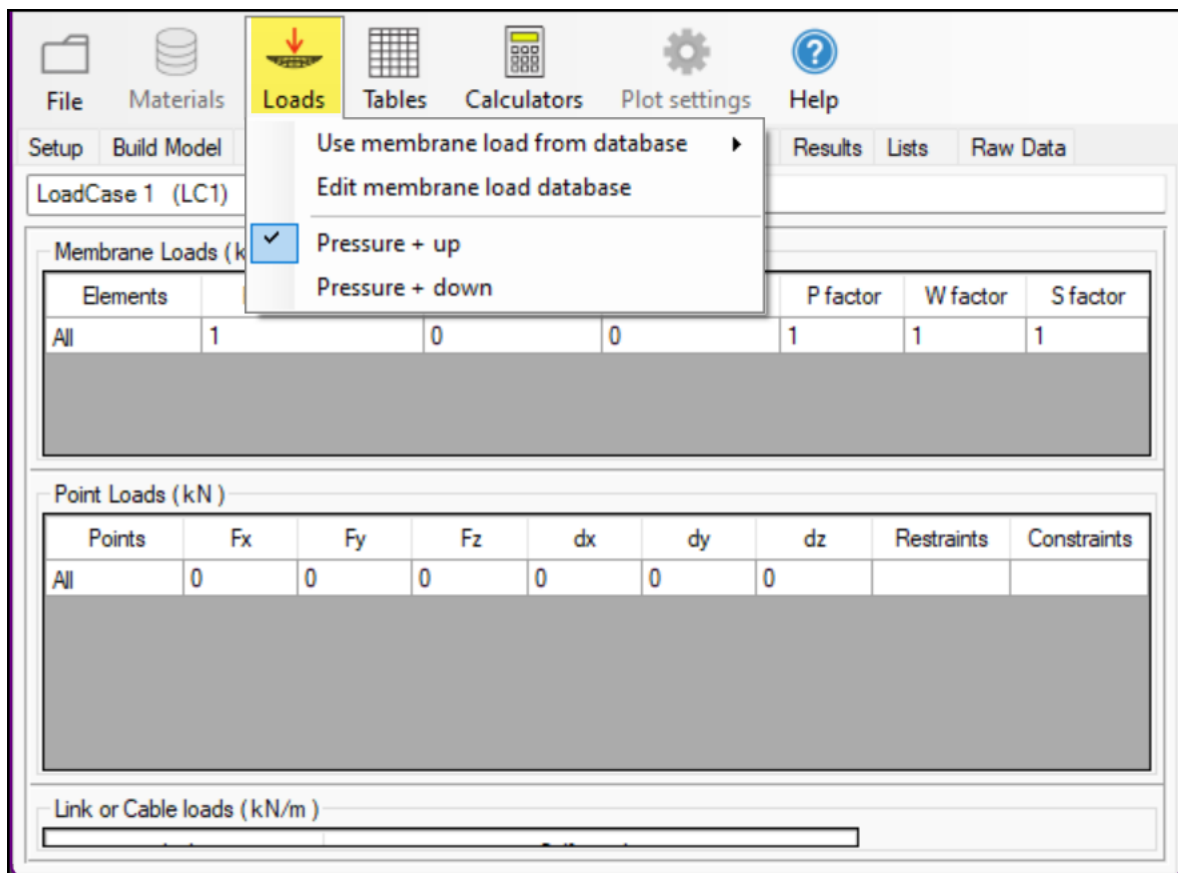 File Materials Loads Tables Calculators Plot settings Help
Setup Build Model Results Lists Raw Data
Use membrane load from database
Edit membrane load database
Pressure + up
Pressure + down
LoadCase 1 (LC1)
Membrane Loads (k
Elements P factor W factor S factor
All 1 0 0 1 1 1
Point Loads ( kN )
Points Fx Fy Fz dx dy dz Restraints Constraints
All 0 0 0 0 0 0
Link or Cable loads ( kN/m )